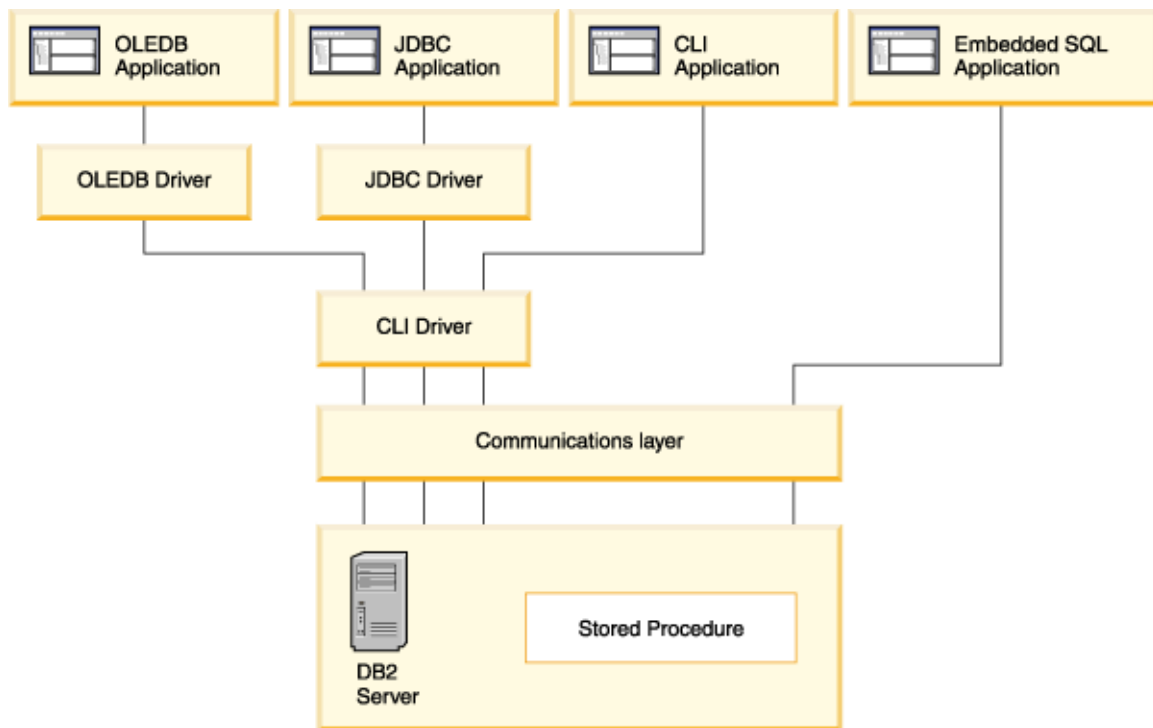 OLEDB
Application
JDBC
Application
CLI
Application
Embedded SQL
Application
OLEDB Driver
JDBC Driver
CLI Driver
Communications layer
Stored Procedure
DB2
Server